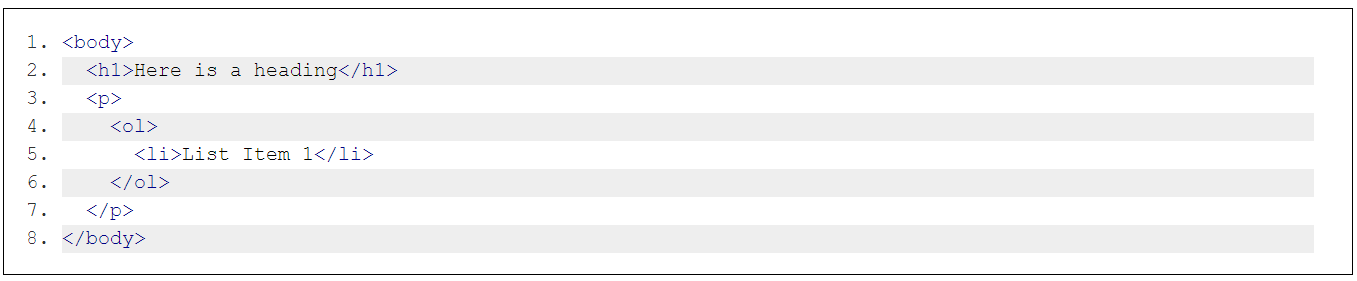 1. <body>
2.   <h1>Here is a heading</h1>
3.   <p>
4.     <ol>
5.       <li>List Item 1</li>
6.     </ol>
7.   </p>
8. </body>